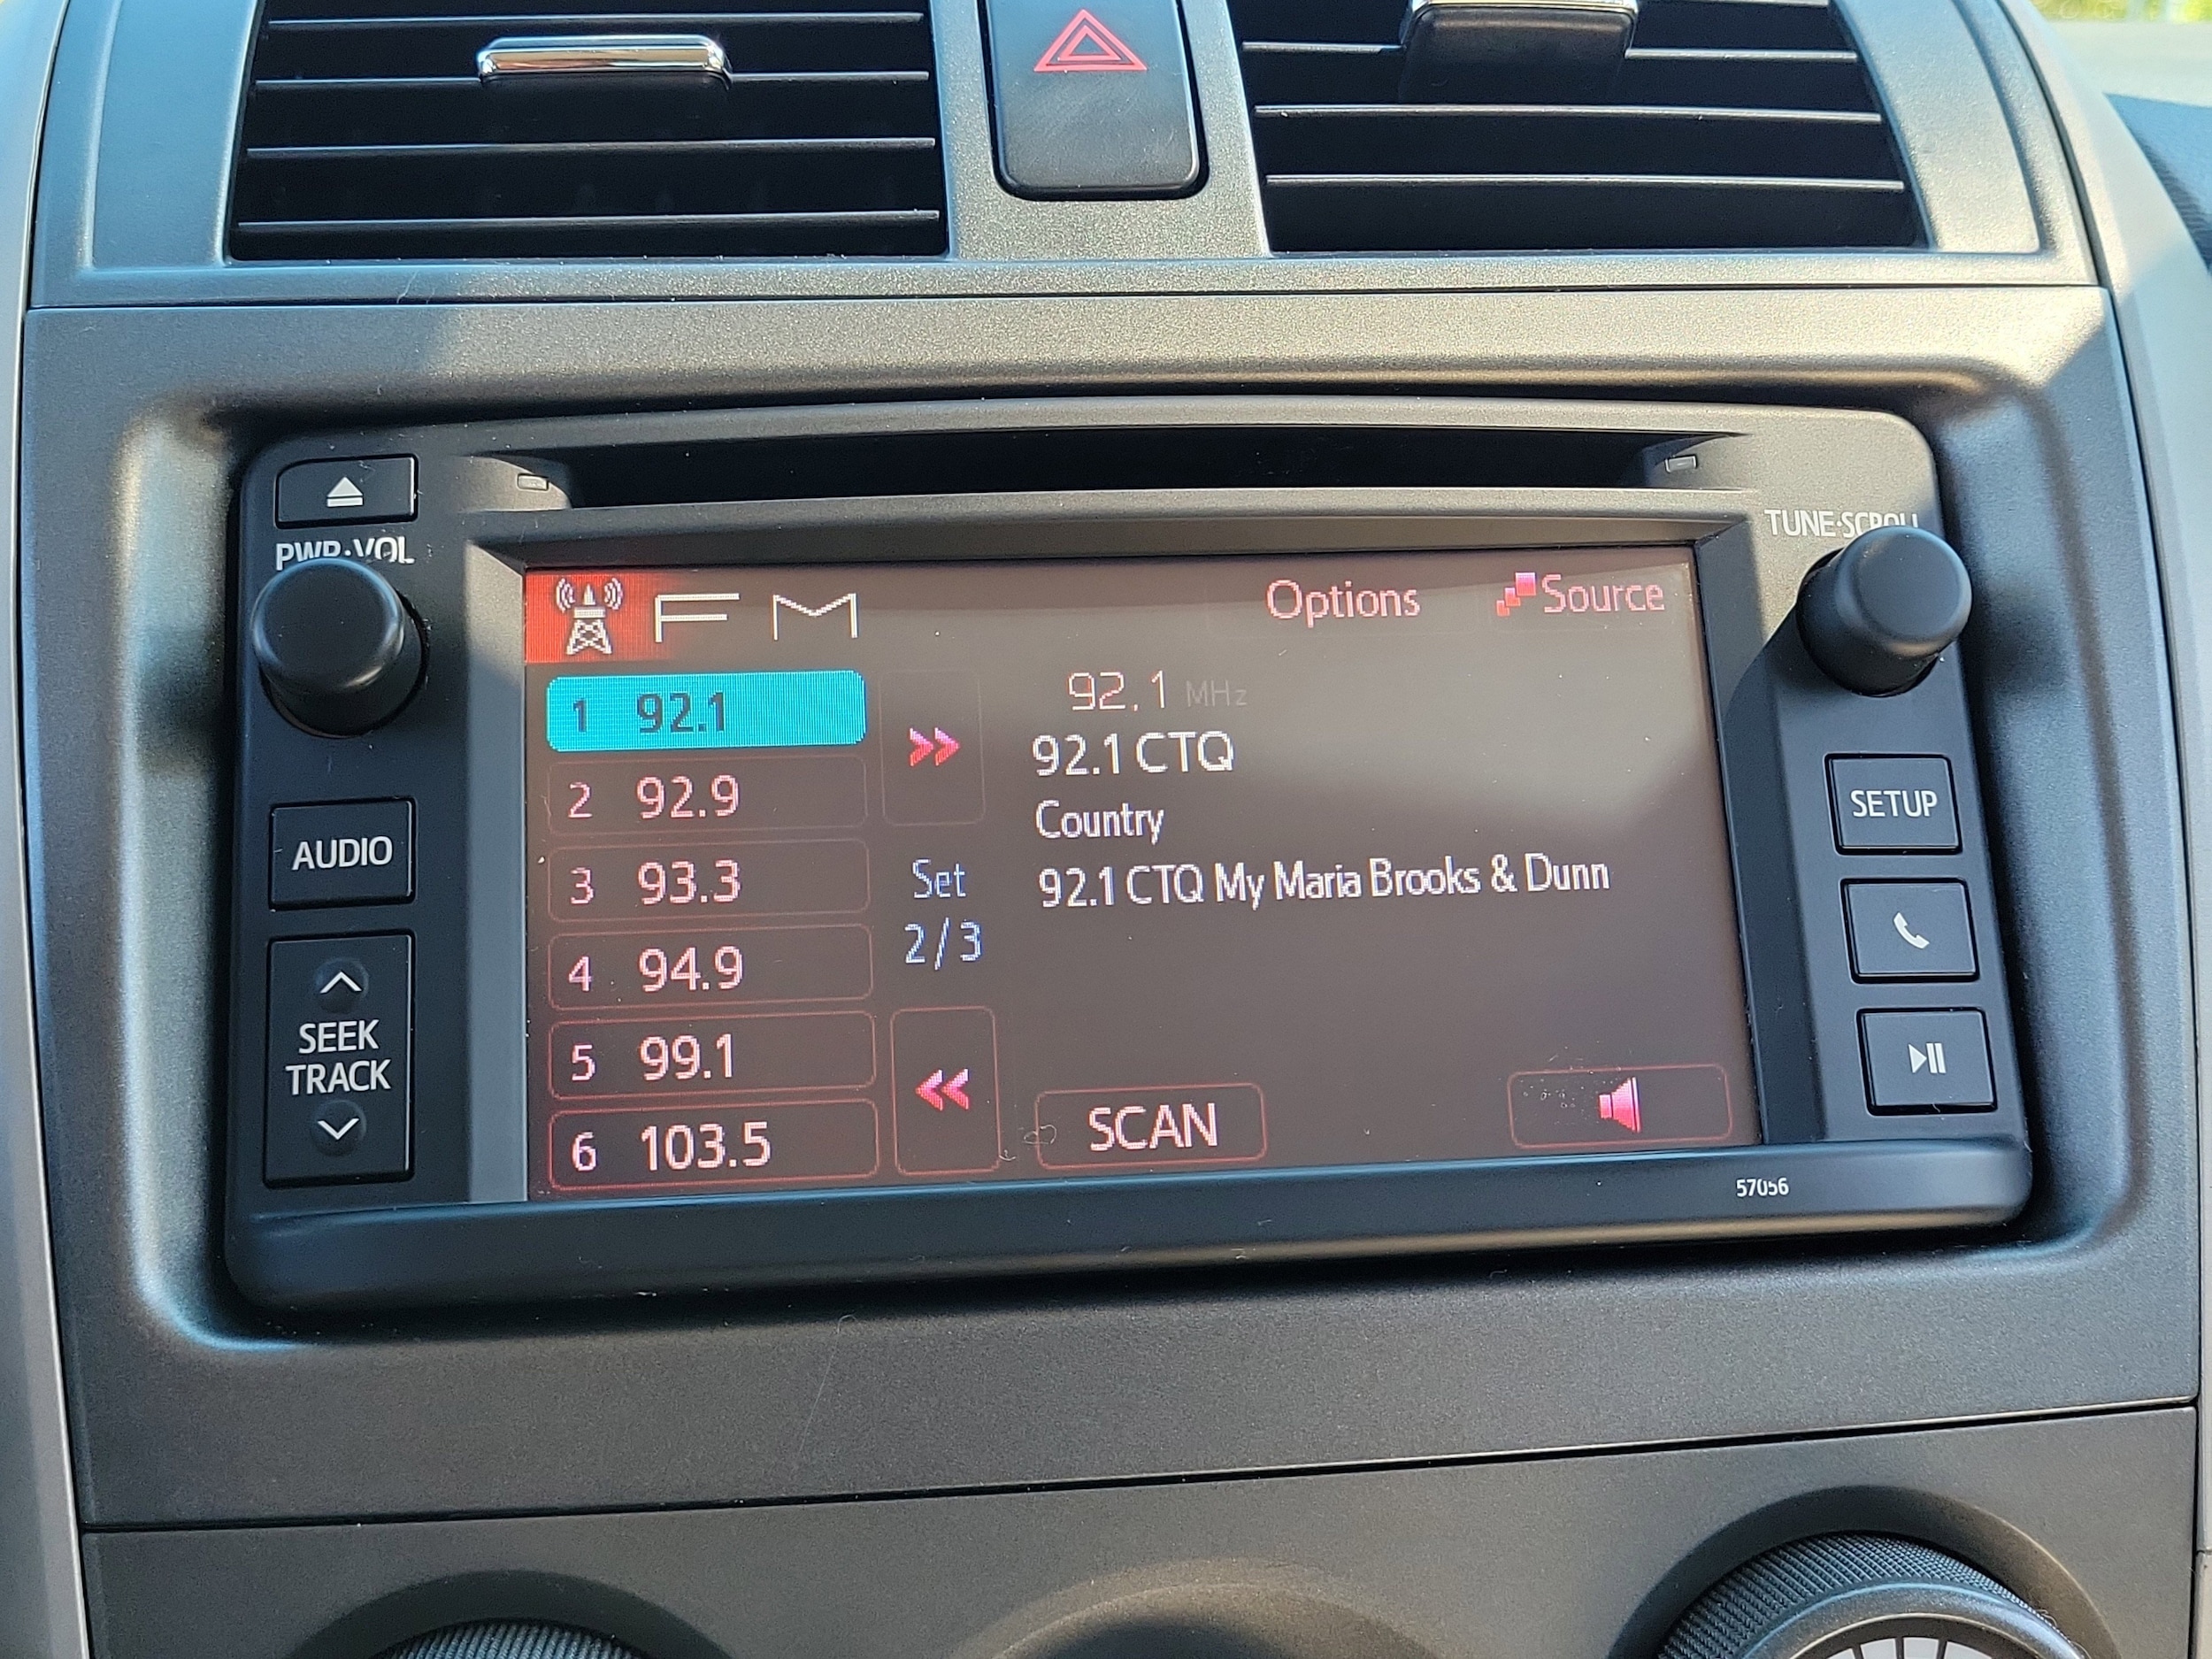 PWR·VOL
TUNE·SCROLL
FM
Options
Source
1 92.1
92.1 MHz
92.1 CTQ
2 92.9
Country
3 93.3
Set
92.1 CTQ My Maria Brooks & Dunn
4 94.9
2/3
5 99.1
6 103.5
SCAN
AUDIO
SEEK
TRACK
SETUP
57056